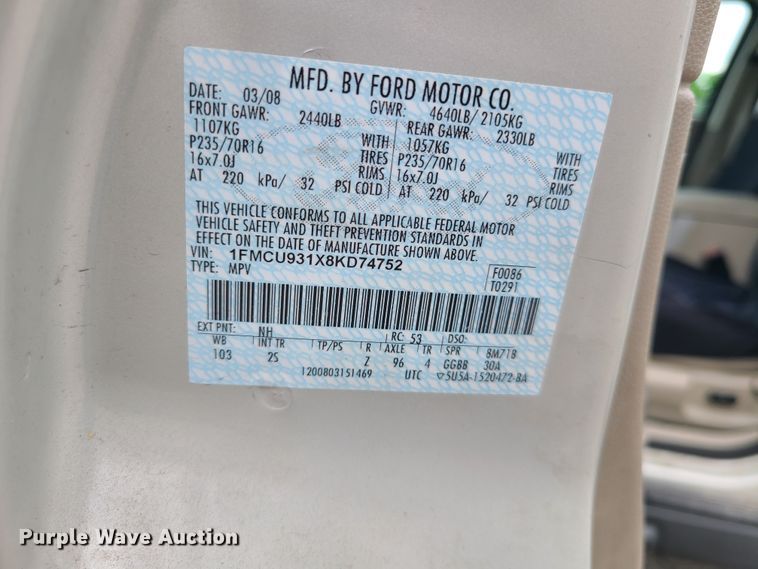 MFD. BY FORD MOTOR CO.
DATE: 03/08 GVWR: 4640LB/ 2105KG
FRONT GAWR: 2440LB REAR GAWR: 2330LB
1107KG WITH 1057KG WITH
P235/70R16 TIRES P235/70R16 TIRES
16x7.0J RIMS 16x7.0J RIMS
AT 220 kPa/ 32 PSI COLD AT 220 kPa/ 32 PSI COLD
THIS VEHICLE CONFORMS TO ALL APPLICABLE FEDERAL MOTOR
VEHICLE SAFETY AND THEFT PREVENTION STANDARDS IN
EFFECT ON THE DATE OF MANUFACTURE SHOWN ABOVE.
VIN: 1FMCU931X8KD74752 F0086
TYPE: MPV T0291
EXT PNT: NH RC: 53 DSO:
WB INT TR TP/PS R AXLE TR SPR BM71B
103 2S Z 96 4 GGBB 30A
1200803151469 UTC ▽5U5A-1520472-BA
Purple Wave Auction